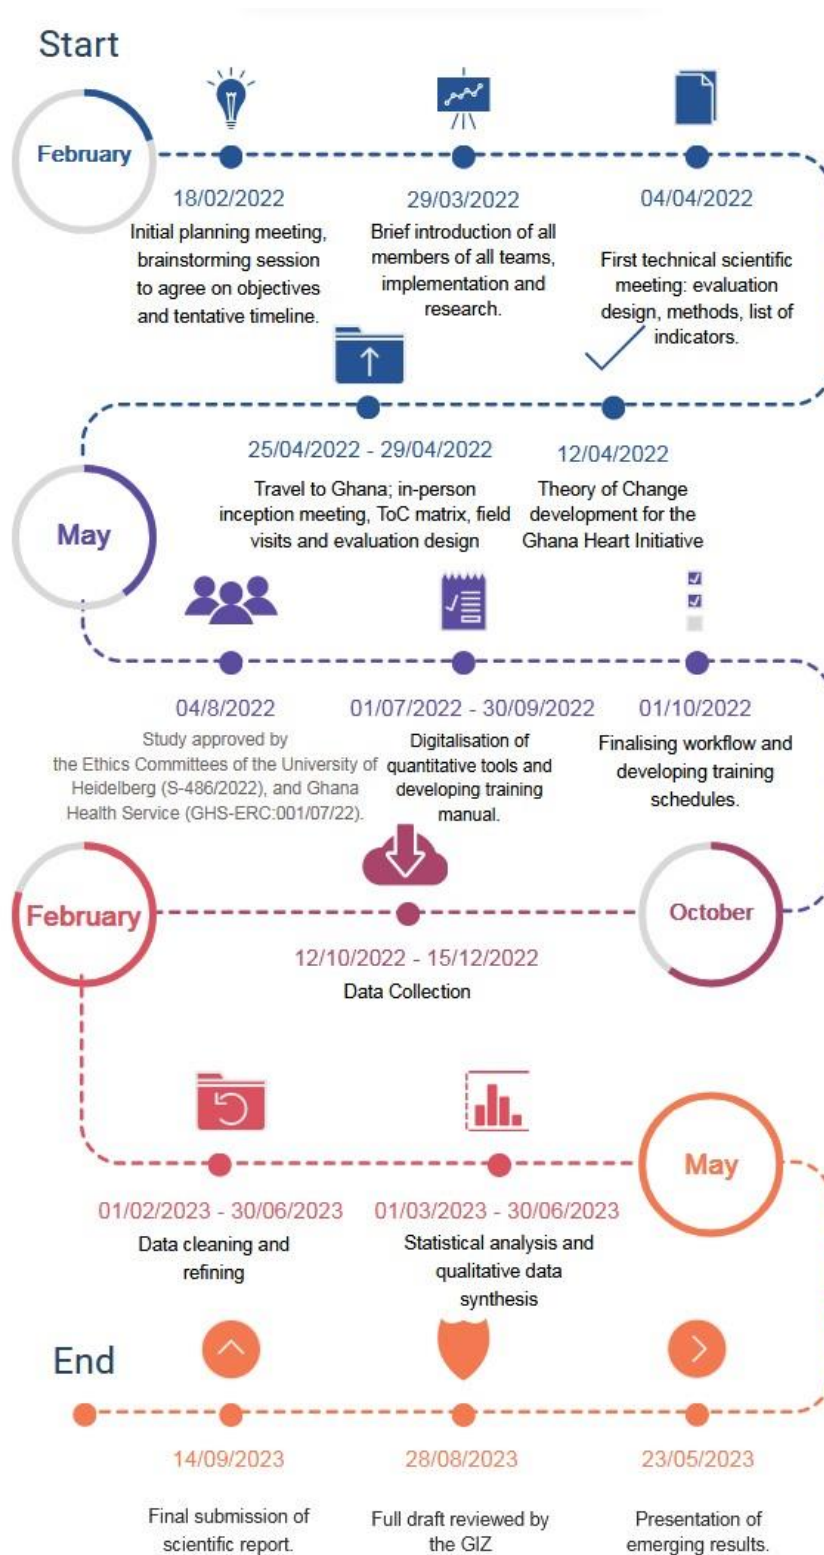 Start
February
18/02/2022
Initial planning meeting,
brainstorming session
to agree on objectives
and tentative timeline.
29/03/2022
Brief introduction of all
members of all teams,
implementation and
research.
04/04/2022
First technical scientific
meeting: evaluation
design, methods, list of
indicators.
25/04/2022 - 29/04/2022
Travel to Ghana; in-person
inception meeting, ToC matrix, field
visits and evaluation design
12/04/2022
Theory of Change
development for the
Ghana Heart Initiative
May
04/8/2022
Study approved by
the Ethics Committees of the University of
Heidelberg (S-486/2022), and Ghana
Health Service (GHS-ERC:001/07/22).
01/07/2022 - 30/09/2022
Digitalisation of
quantitative tools and
developing training
manual.
01/10/2022
Finalising workflow and
developing training
schedules.
February
12/10/2022 - 15/12/2022
Data Collection
October
01/02/2023 - 30/06/2023
Data cleaning and
refining
01/03/2023 - 30/06/2023
Statistical analysis and
qualitative data
synthesis
May
End
14/09/2023
Final submission of
scientific report.
28/08/2023
Full draft reviewed by
the GIZ
23/05/2023
Presentation of
emerging results.